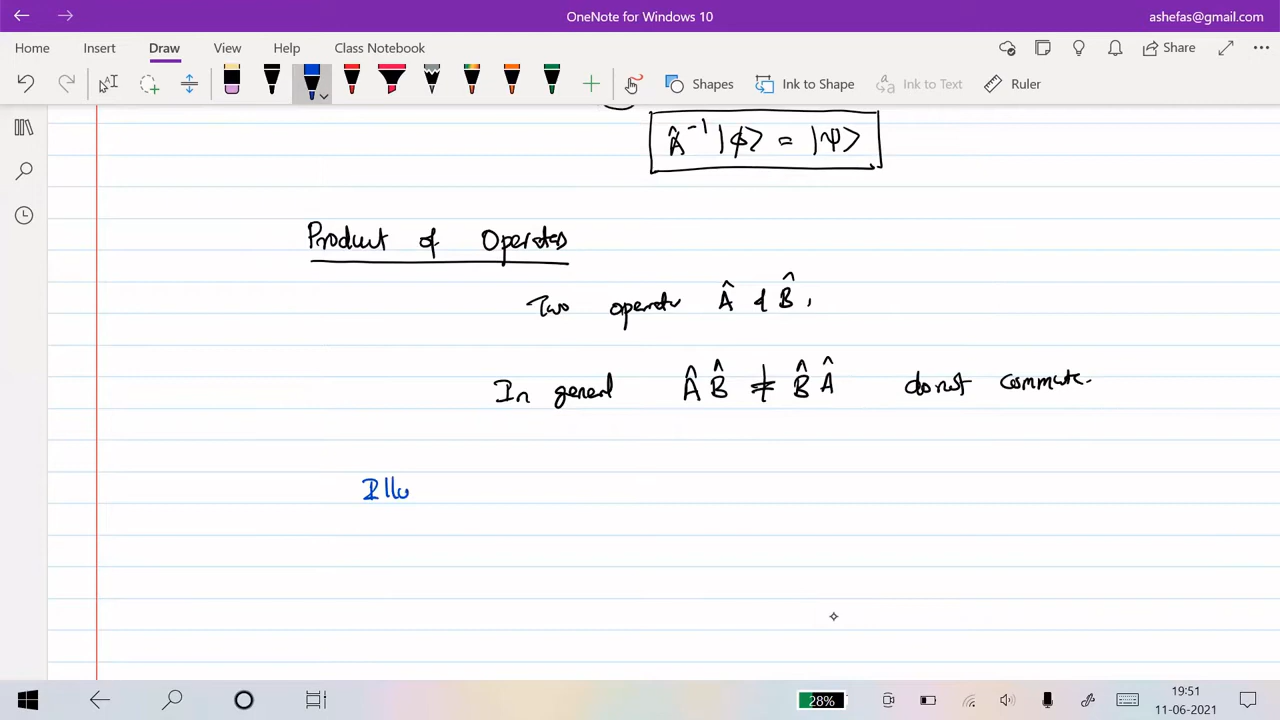 OneNote for Windows 10
ashefas@gmail.com
Home Insert Draw View Help Class Notebook Share
Shapes Ink to Shape Ink to Text Ruler
Â⁻¹ |ϕ> = |Ψ>
Product of Operators
Two operator Â & B̂,
In general Â B̂ ≠ B̂ Â do not commute.
Illu
28%
19:51
11-06-2021